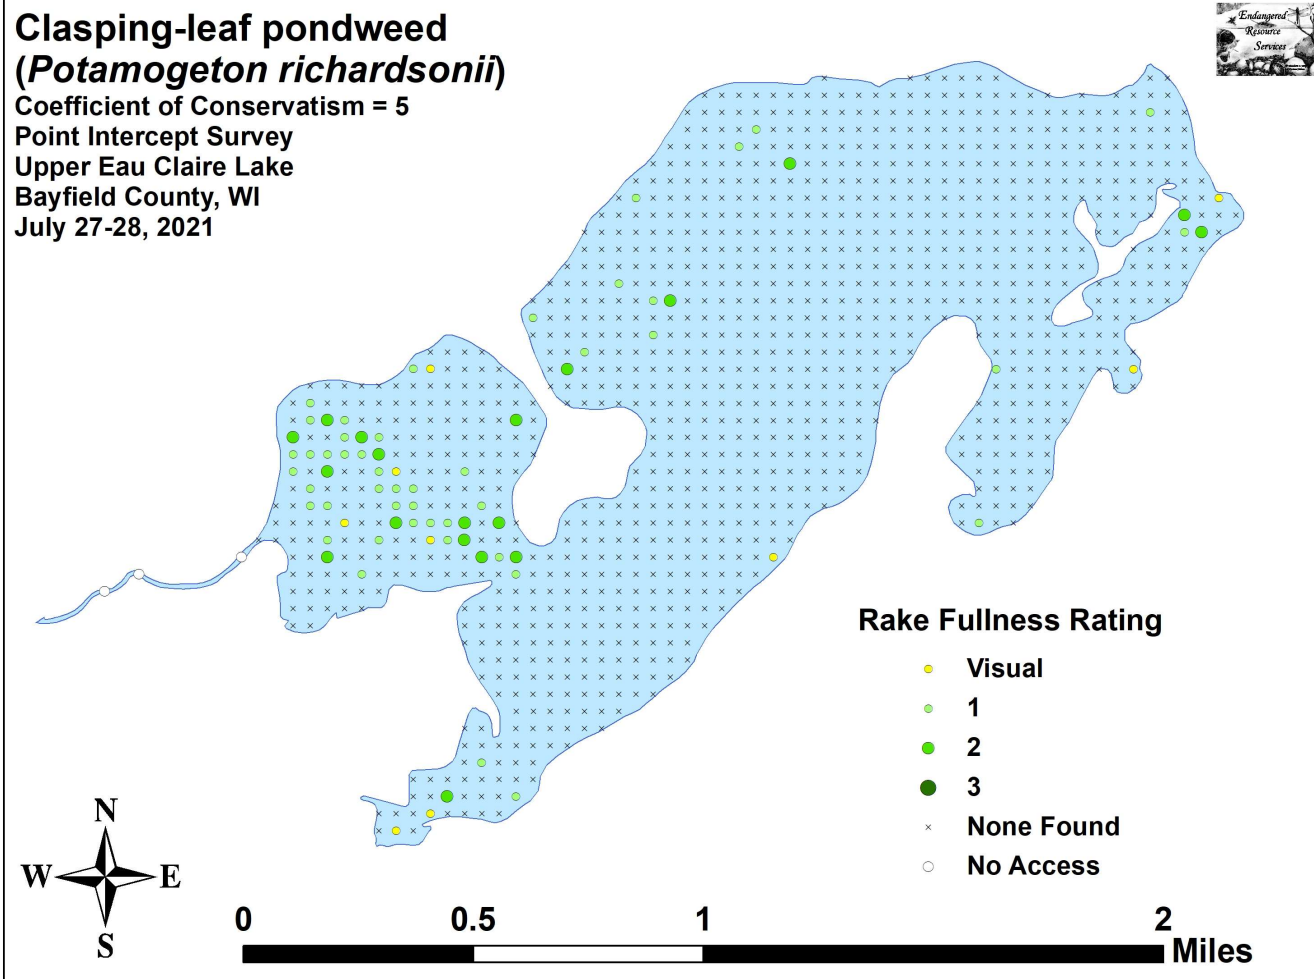 Clasping-leaf pondweed
(Potamogeton richardsonii)
Coefficient of Conservatism = 5
Point Intercept Survey
Upper Eau Claire Lake
Bayfield County, WI
July 27-28, 2021
Endangered
Resource
Services
Rake Fullness Rating
Visual
1
2
3
None Found
No Access
N
W E
S
0 0.5 1 2
Miles